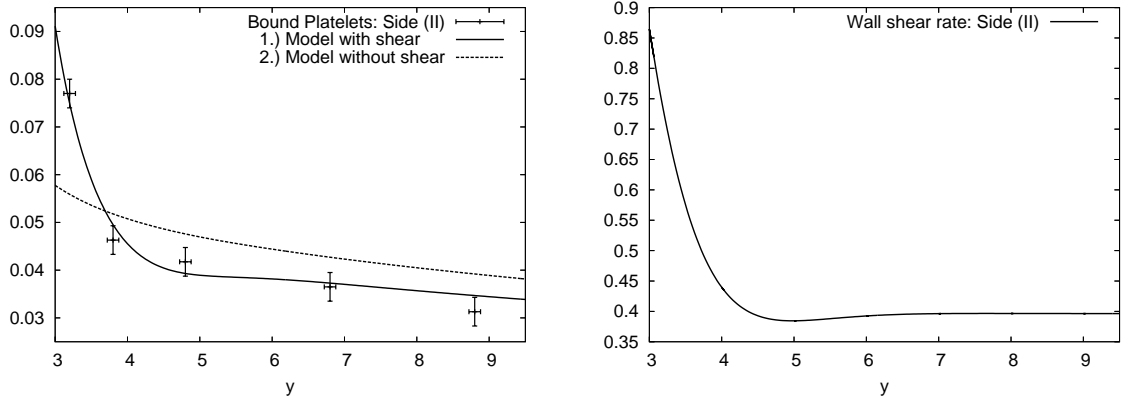 Bound Platelets: Side (II)
1.) Model with shear
2.) Model without shear
0.09
0.08
0.07
0.06
0.05
0.04
0.03
3 4 5 6 7 8 9
y
Wall shear rate: Side (II)
0.9
0.85
0.8
0.75
0.7
0.65
0.6
0.55
0.5
0.45
0.4
0.35
3 4 5 6 7 8 9
y